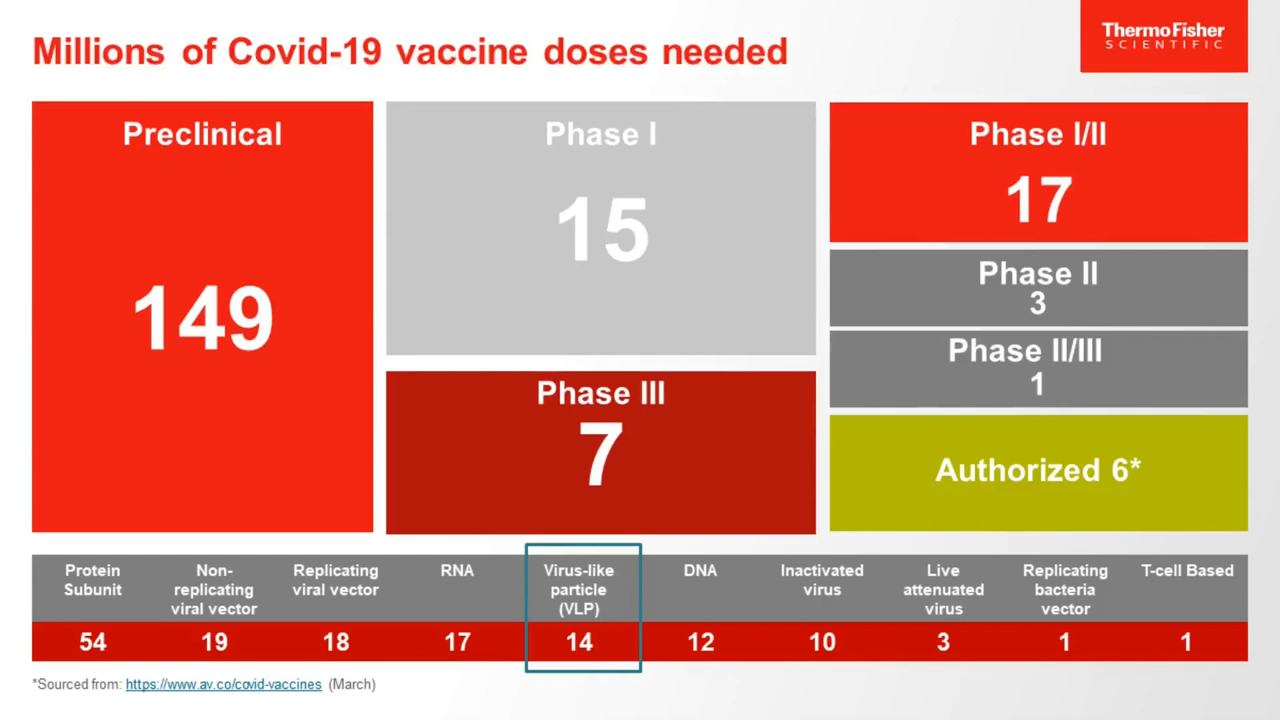 Millions of Covid-19 vaccine doses needed
ThermoFisher
SCIENTIFIC
Preclinical
149
Phase I
15
Phase III
7
Phase I/II
17
Phase II
3
Phase II/III
1
Authorized 6*
Protein
Subunit
54
Non-
replicating
viral vector
19
Replicating
viral vector
18
RNA
17
Virus-like
particle
(VLP)
14
DNA
12
Inactivated
virus
10
Live
attenuated
virus
3
Replicating
bacteria
vector
1
T-cell Based
1
*Sourced from: https://www.av.co/covid-vaccines (March)